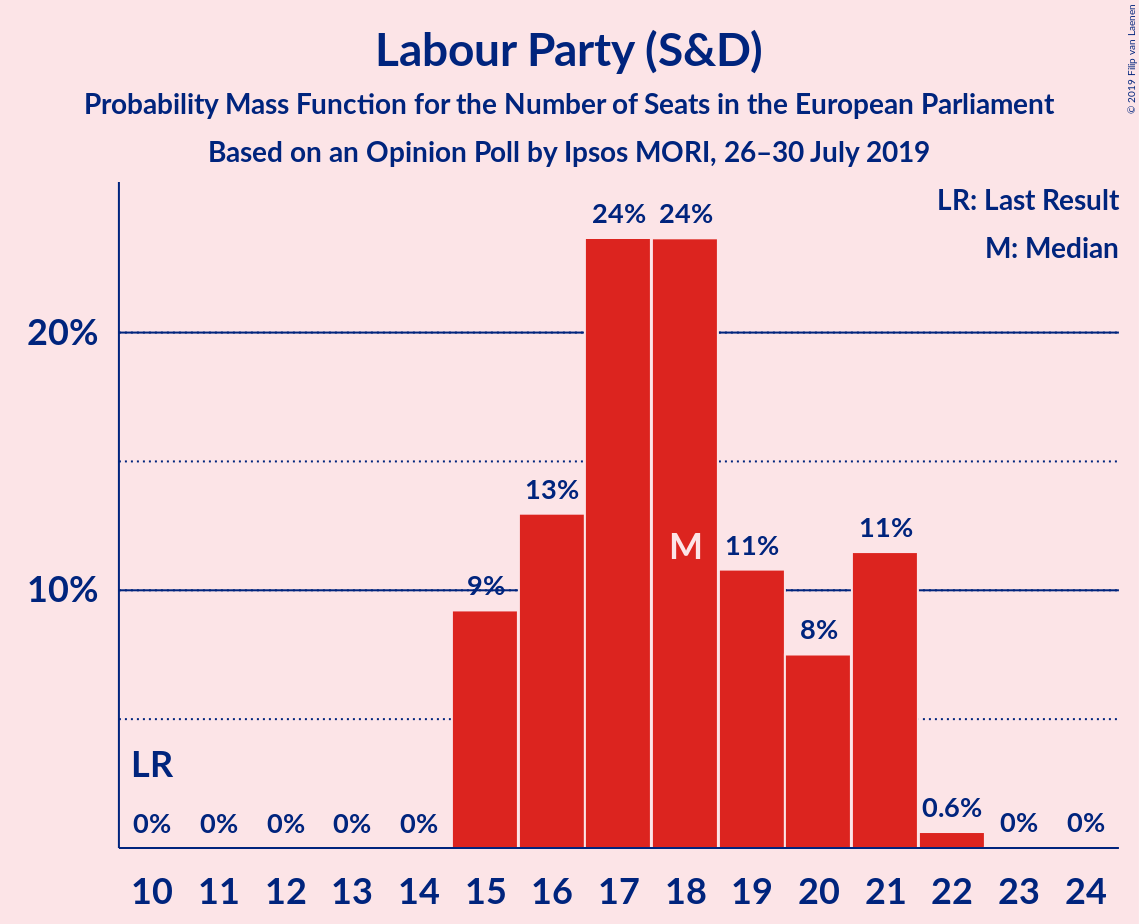 Labour Party (S&D)
Probability Mass Function for the Number of Seats in the European Parliament
Based on an Opinion Poll by Ipsos MORI, 26–30 July 2019
© 2019 Filip van Laenen
LR: Last Result
M: Median
20%
10%
24% 24%
13%
M
11%
11%
9%
8%
LR
0% 0% 0% 0% 0%
0.6% 0% 0%
10 11 12 13 14 15 16 17 18 19 20 21 22 23 24